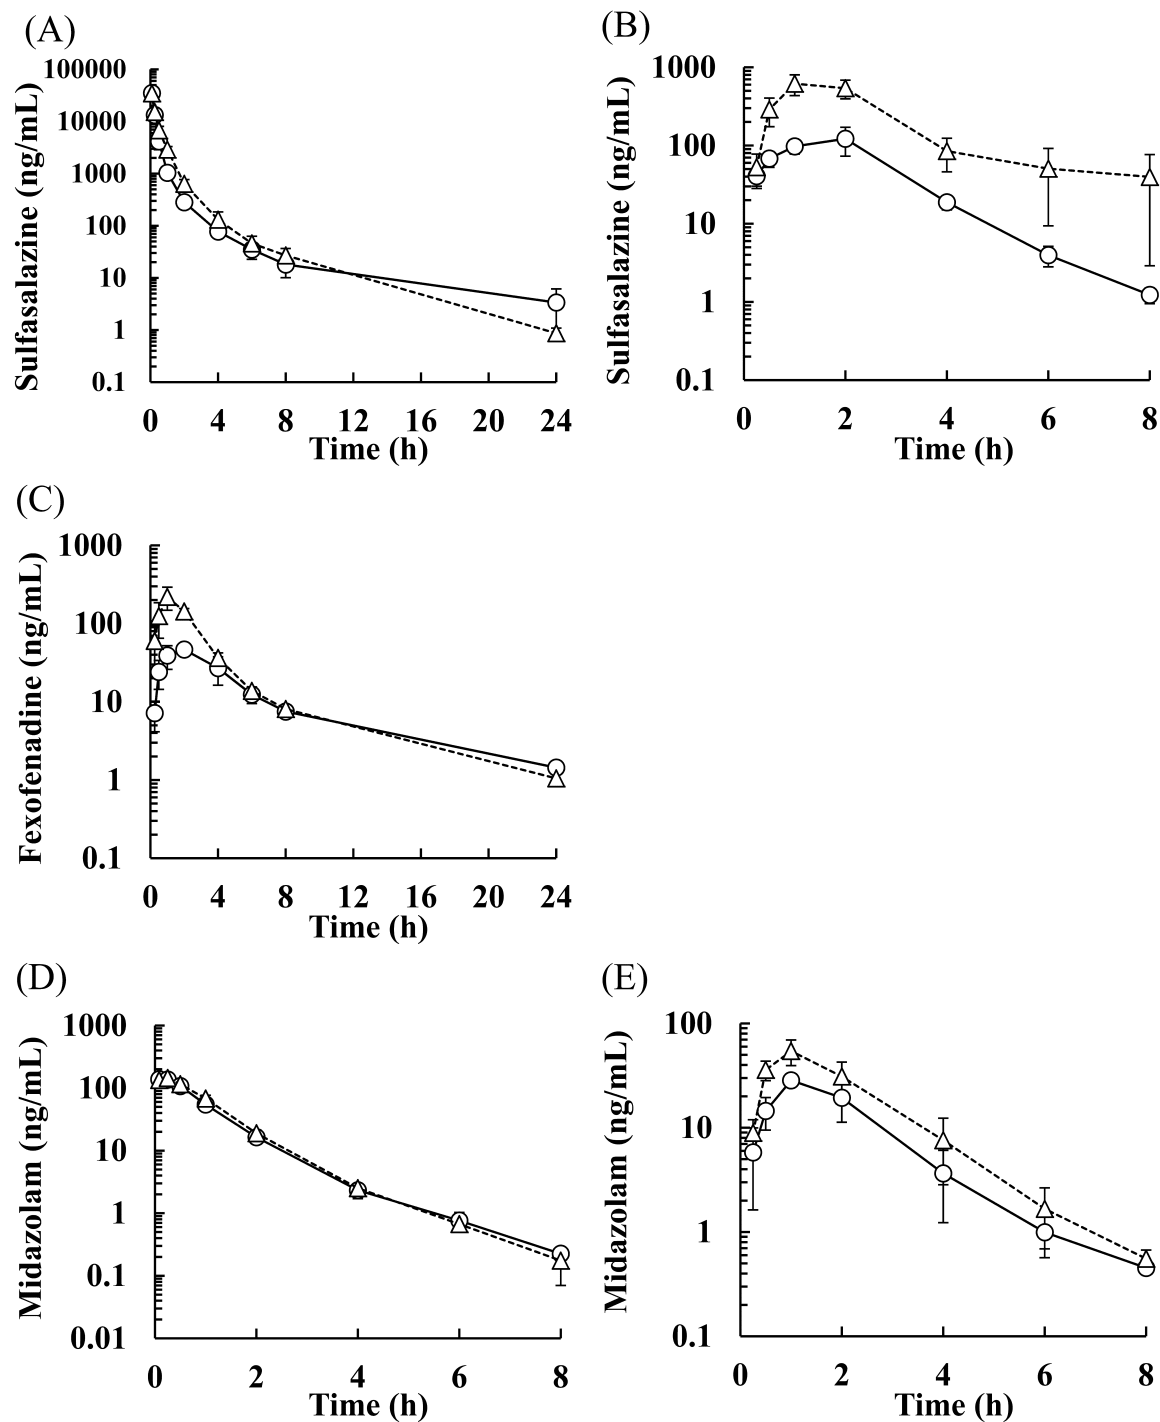 (A)
Sulfasalazine (ng/mL)
100000
10000
1000
100
10
1
0.1
0 4 8 12 16 20 24
Time (h)
(B)
Sulfasalazine (ng/mL)
1000
100
10
1
0.1
0 2 4 6 8
Time (h)
(C)
Fexofenadine (ng/mL)
1000
100
10
1
0.1
0 4 8 12 16 20 24
Time (h)
(D)
Midazolam (ng/mL)
1000
100
10
1
0.1
0.01
0 2 4 6 8
Time (h)
(E)
Midazolam (ng/mL)
100
10
1
0.1
0 2 4 6 8
Time (h)